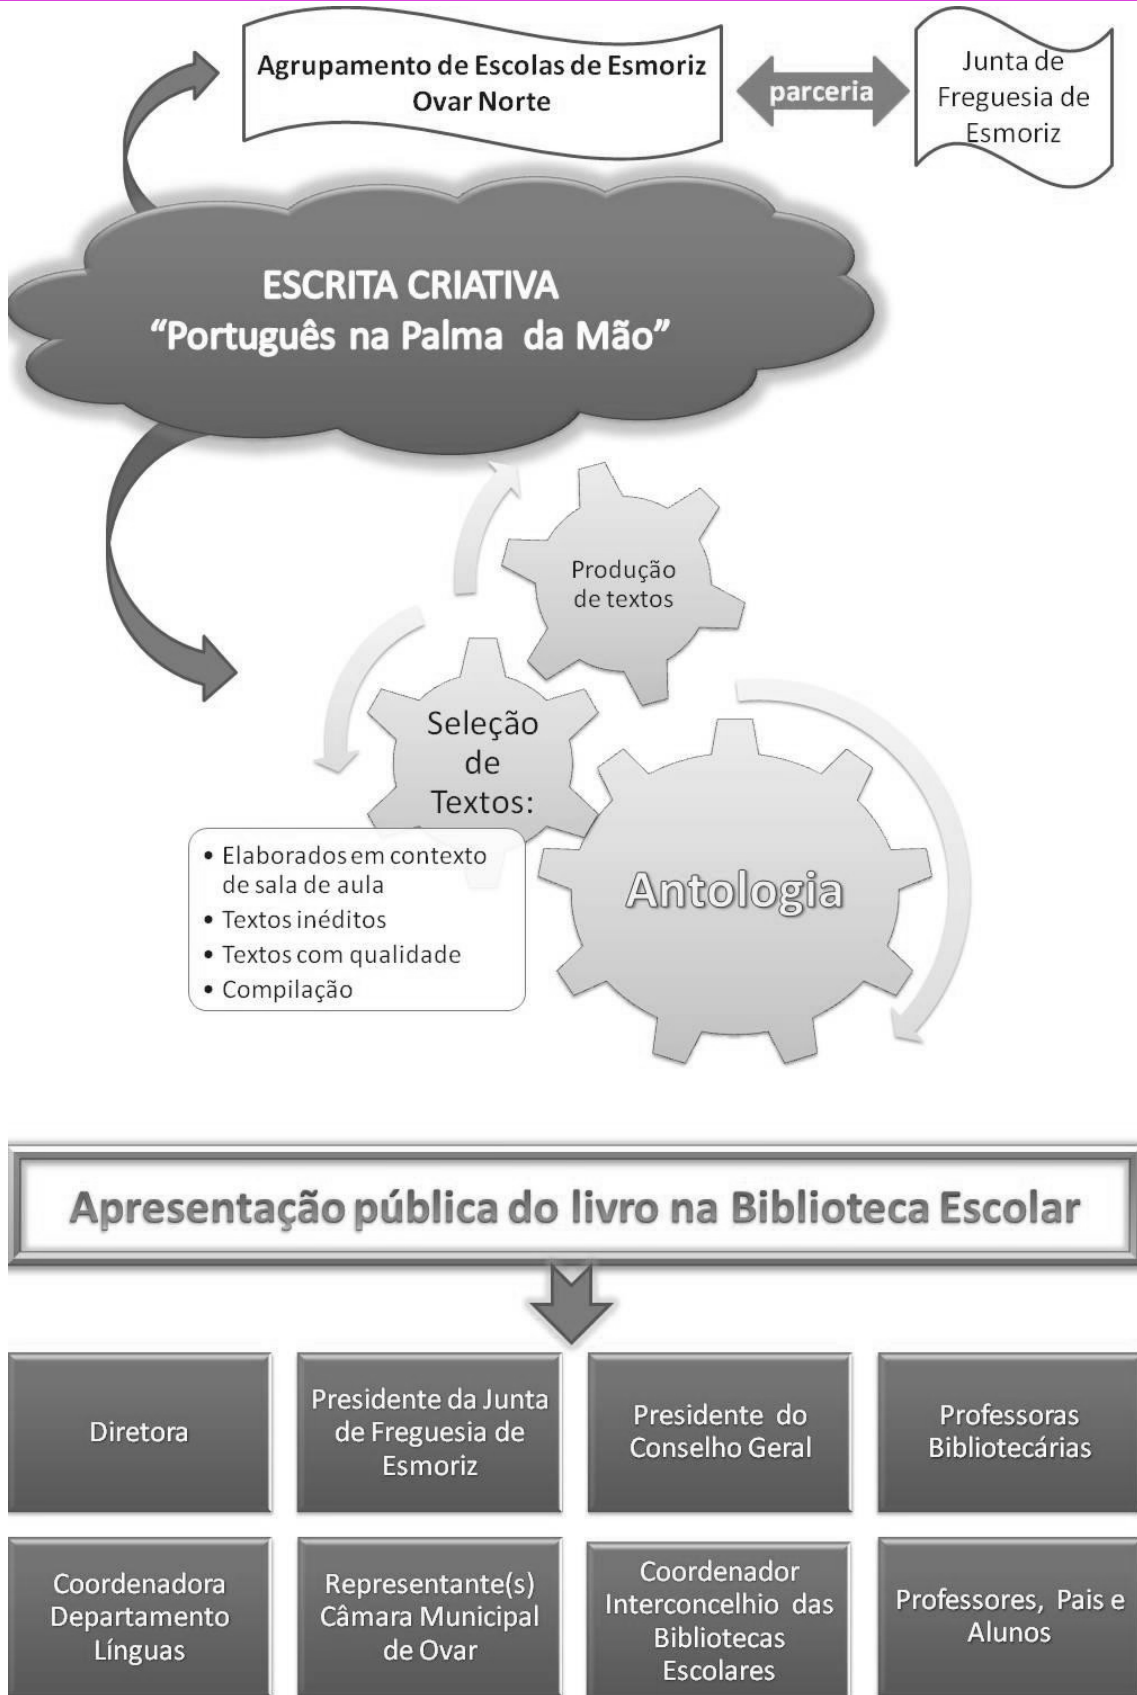 Agrupamento de Escolas de Esmoriz
Ovar Norte
parceria
Junta de
Freguesia de
Esmoriz
ESCRITA CRIATIVA
“Português na Palma da Mão”
Produção
de textos
Seleção
de
Textos:
• Elaborados em contexto
de sala de aula
• Textos inéditos
• Textos com qualidade
• Compilação
Antologia
Apresentação pública do livro na Biblioteca Escolar
Diretora
Presidente da Junta
de Freguesia de
Esmoriz
Presidente do
Conselho Geral
Professoras
Bibliotecárias
Coordenadora
Departamento
Línguas
Representante(s)
Câmara Municipal
de Ovar
Coordenador
Interconcelhio das
Bibliotecas
Escolares
Professores, Pais e
Alunos